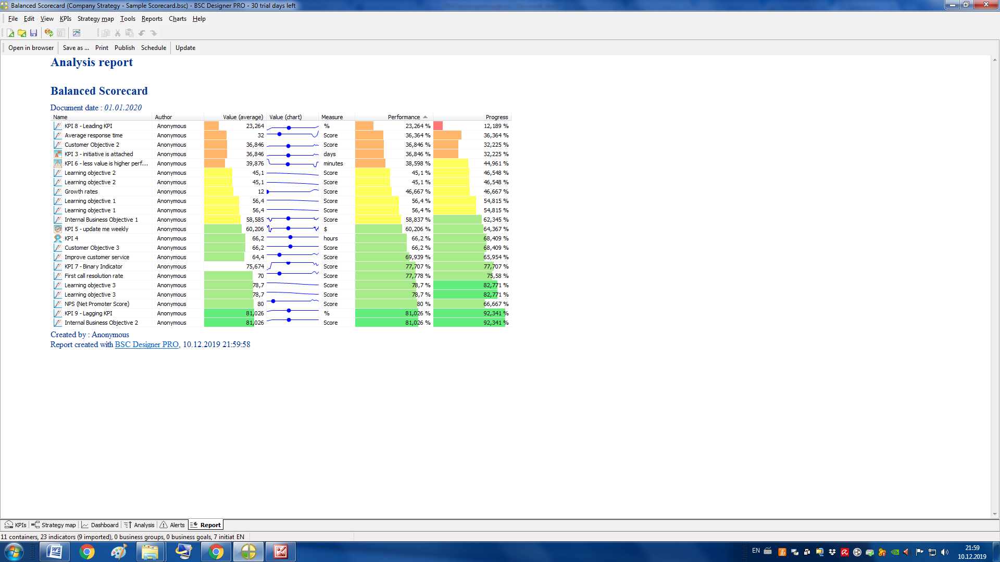 Balanced Scorecard (Company Strategy - Sample Scorecard.bsc) - BSC Designer PRO - 30 trial days left
File Edit View KPIs Strategy map Tools Reports Charts Help
Open in browser Save as ... Print Publish Schedule Update
Analysis report
Balanced Scorecard
Document date : 01.01.2020
Name Author Value (average) Value (chart) Measure Performance Progress
KPI 8 - Leading KPI Anonymous 23,264 % 23,264 % 12,189 %
Average response time Anonymous 32 Score 36,364 % 36,364 %
Customer Objective 2 Anonymous 36,846 Score 36,846 % 32,225 %
KPI 3 - initiative is attached Anonymous 36,846 days 36,846 % 32,225 %
KPI 6 - less value is higher perf... Anonymous 39,876 minutes 38,598 % 44,961 %
Learning objective 2 Anonymous 45,1 Score 45,1 % 46,548 %
Learning objective 2 Anonymous 45,1 Score 45,1 % 46,548 %
Growth rates Anonymous 12 Score 46,667 % 46,667 %
Learning objective 1 Anonymous 56,4 Score 56,4 % 54,815 %
Learning objective 1 Anonymous 56,4 Score 56,4 % 54,815 %
Internal Business Objective 1 Anonymous 58,585 Score 58,837 % 62,345 %
KPI 5 - update me weekly Anonymous 60,206 $ 60,206 % 64,367 %
KPI 4 Anonymous 66,2 hours 66,2 % 68,409 %
Customer Objective 3 Anonymous 66,2 Score 66,2 % 68,409 %
Improve customer service Anonymous 64,4 Score 69,939 % 65,954 %
KPI 7 - Binary Indicator Anonymous 75,674 Score 77,707 % 77,707 %
First call resolution rate Anonymous 70 Score 77,778 % 75,58 %
Learning objective 3 Anonymous 78,7 Score 78,7 % 82,771 %
Learning objective 3 Anonymous 78,7 Score 78,7 % 82,771 %
NPS (Net Promoter Score) Anonymous 80 Score 80 % 66,667 %
KPI 9 - Lagging KPI Anonymous 81,026 % 81,026 % 92,341 %
Internal Business Objective 2 Anonymous 81,026 Score 81,026 % 92,341 %
Created by : Anonymous
Report created with BSC Designer PRO, 10.12.2019 21:59:58
KPIs Strategy map Dashboard Analysis Alerts Report
11 containers, 23 indicators (9 imported), 0 business groups, 0 business goals, 7 initiat EN
EN 21:59
10.12.2019